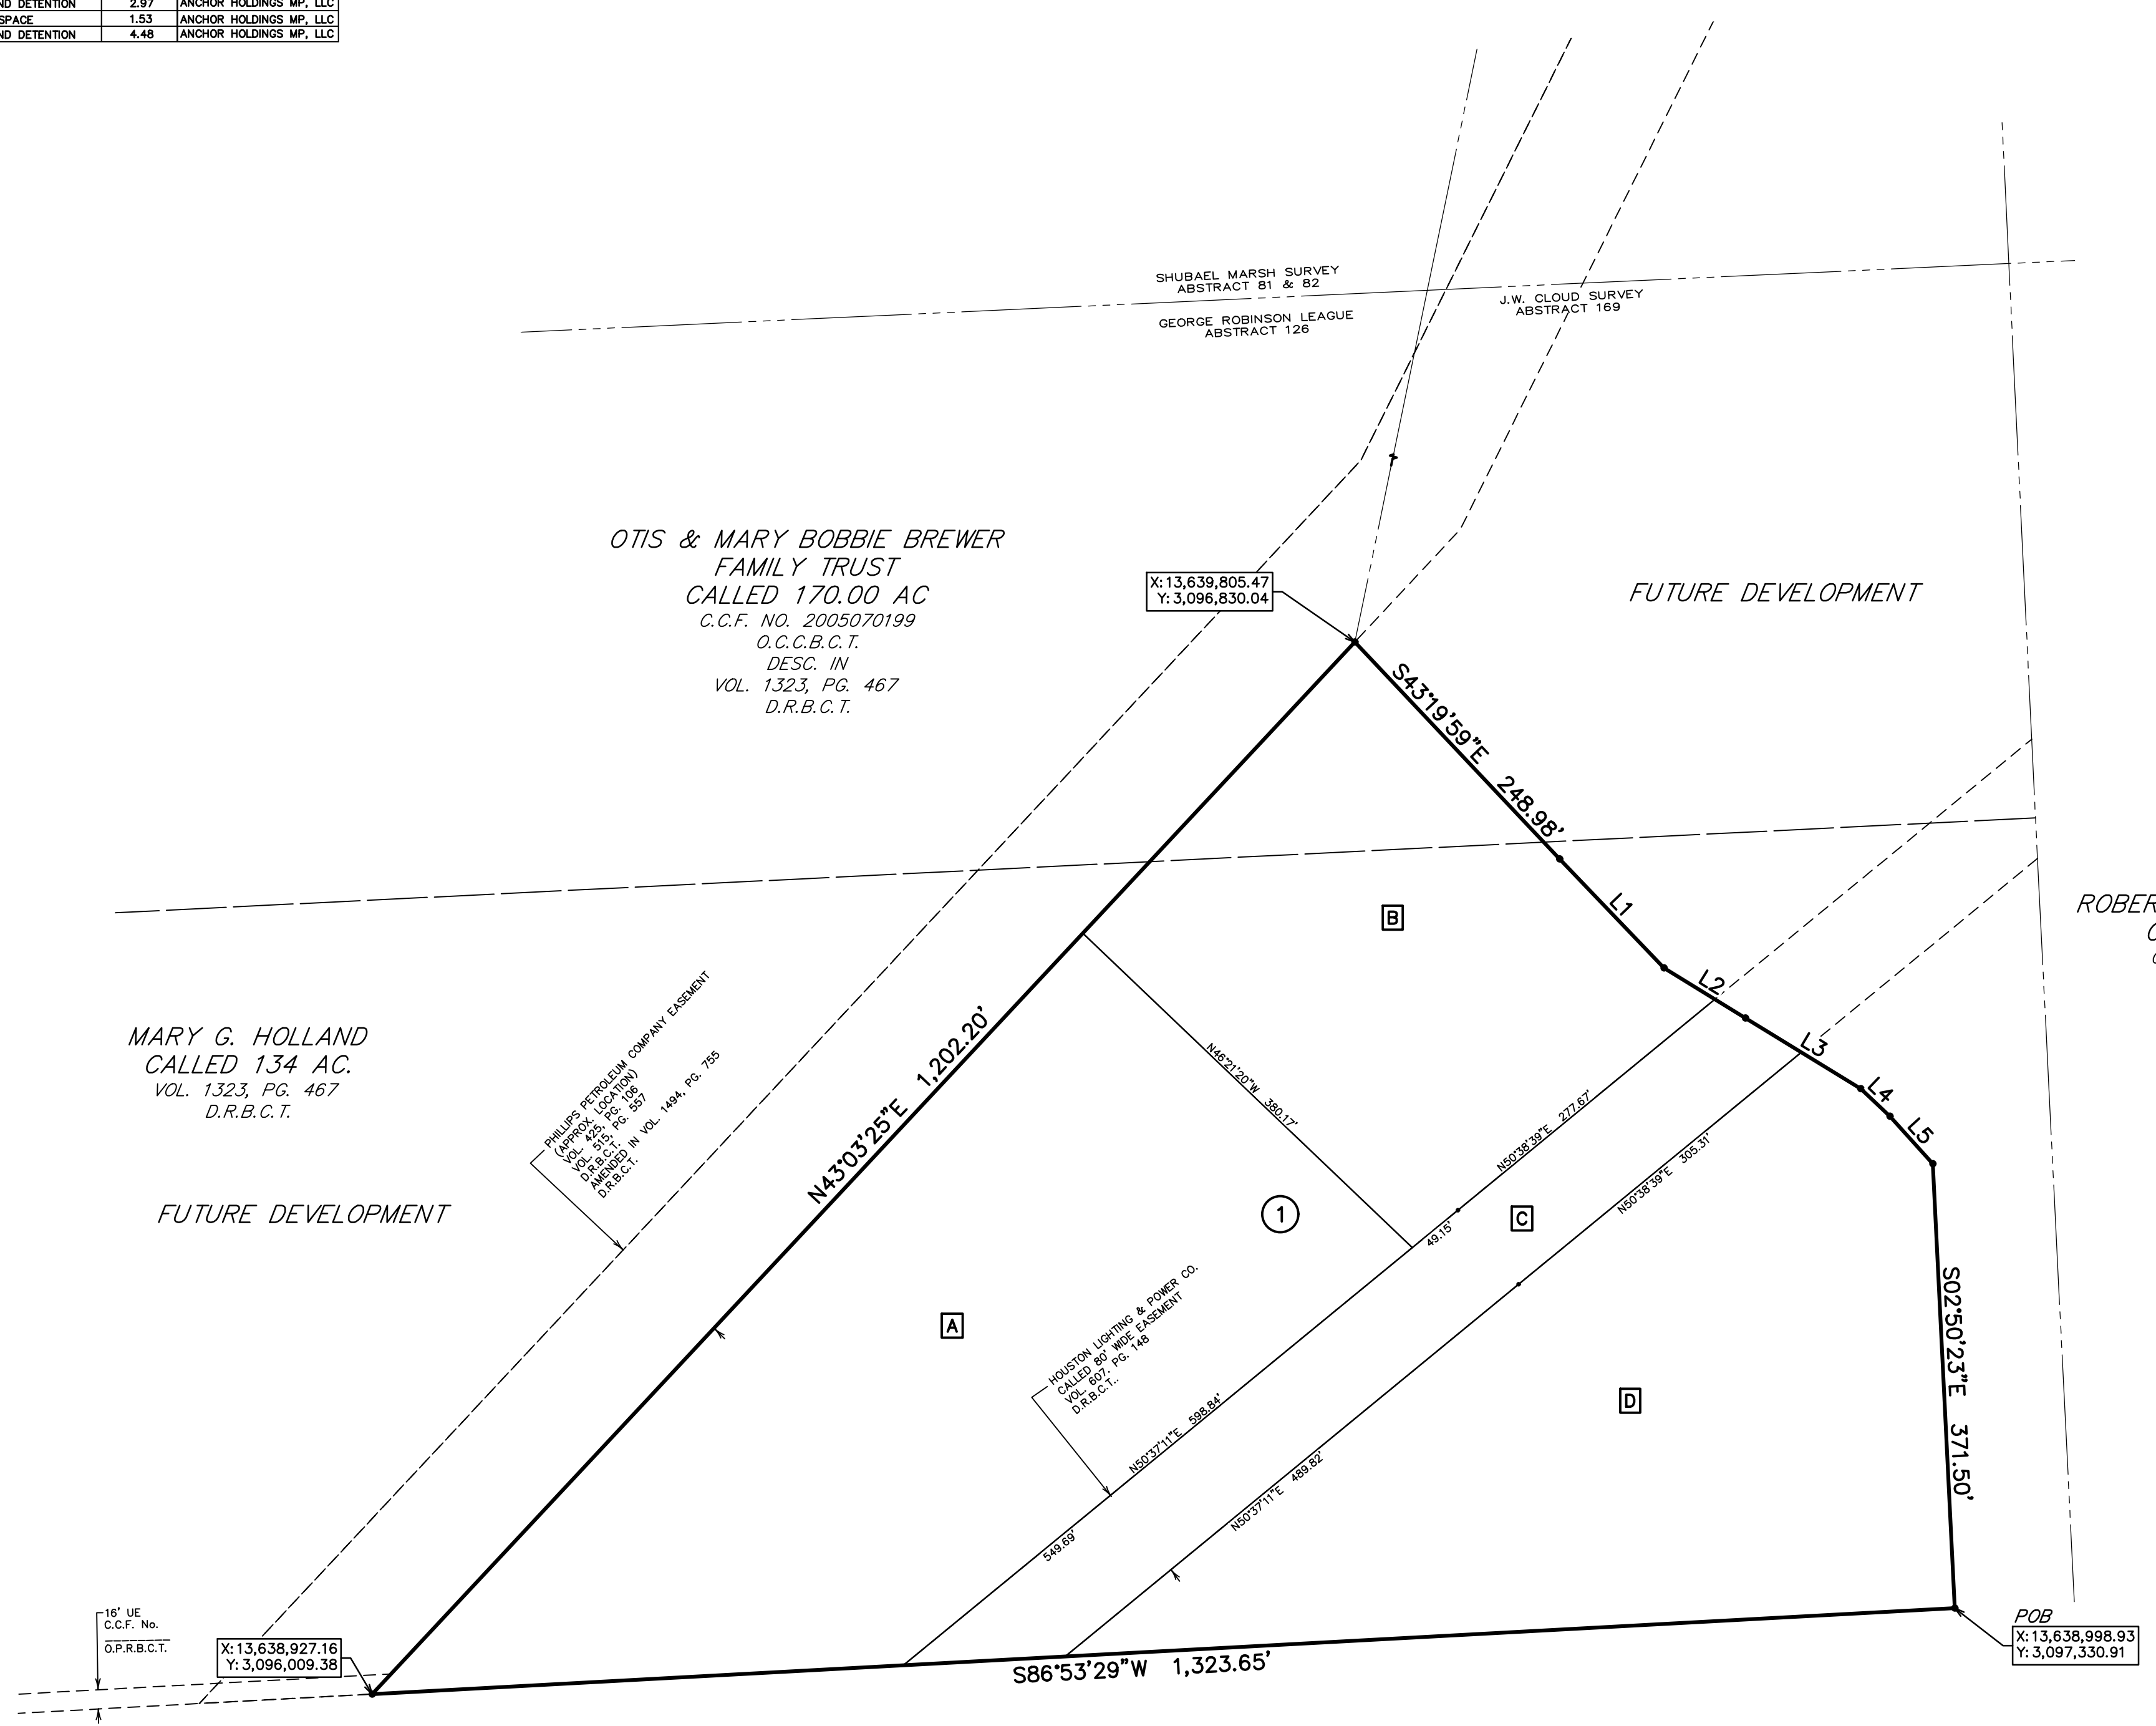 ND DETENTION 2.97 ANCHOR HOLDINGS MP, LLC
SPACE 1.53 ANCHOR HOLDINGS MP, LLC
ND DETENTION 4.48 ANCHOR HOLDINGS MP, LLC
SHUBAEL MARSH SURVEY
ABSTRACT 81 & 82
J.W. CLOUD SURVEY
ABSTRACT 169
GEORGE ROBINSON LEAGUE
ABSTRACT 126
OTIS & MARY BOBBIE BREWER
FAMILY TRUST
CALLED 170.00 AC
C.C.F. NO. 2005070199
O.C.C.B.C.T.
DESC. IN
VOL. 1323, PG. 467
D.R.B.C.T.
X: 13,639,805.47
Y: 3,096,830.04
FUTURE DEVELOPMENT
S43°19'59"E 248.98'
L1
L2
L3
L4
L5
B
ROBER
C
MARY G. HOLLAND
CALLED 134 AC.
VOL. 1323, PG. 467
D.R.B.C.T.
FUTURE DEVELOPMENT
PHILLIPS PETROLEUM COMPANY EASEMENT
(APPROX. LOCATION)
VOL. 425, PG. 106
VOL. 515, PG. 557
D.R.B.C.T.
AMENDED IN VOL. 1494, PG. 755
D.R.B.C.T.
N43°03'25"E 1,202.20'
N46°21'20"W 380.17'
N50°38'39"E 277.67'
N50°38'39"E 305.31'
1
C
49.15'
A
HOUSTON LIGHTING & POWER CO.
CALLED 80' WIDE EASEMENT
VOL. 607, PG. 148
D.R.B.C.T..
D
S02°50'23"E 371.50'
N50°37'11"E 598.84'
N50°37'11"E 489.82'
549.69'
16' UE
C.C.F. No.
O.P.R.B.C.T.
X: 13,638,927.16
Y: 3,096,009.38
S86°53'29"W 1,323.65'
POB
X: 13,638,998.93
Y: 3,097,330.91